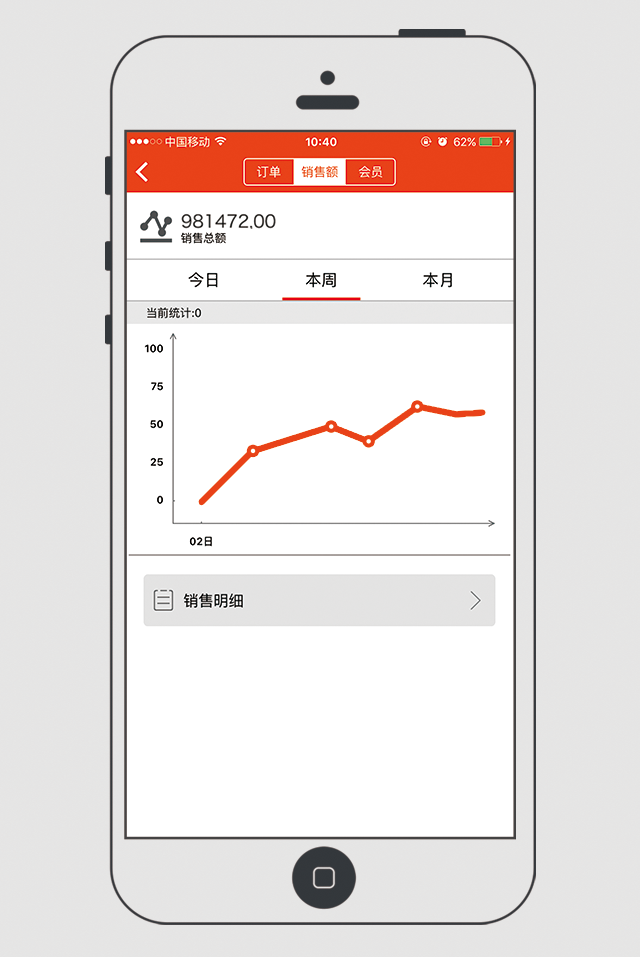 中国移动 10:40 62%
订单 销售额 会员
981472.00
销售总额
今日 本周 本月
当前统计:0
100
75
50
25
0
02日
销售明细